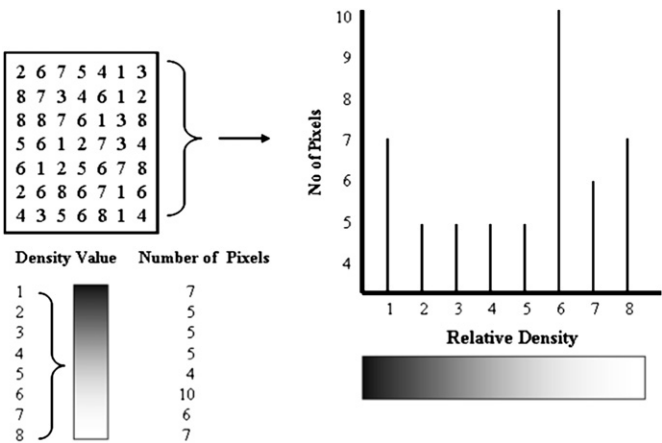 2 6 7 5 4 1 3
8 7 3 4 6 1 2
8 8 7 6 1 3 8
5 6 1 2 7 3 4
6 1 2 5 6 7 8
2 6 8 6 7 1 6
4 3 5 6 8 1 4
Density Value Number of Pixels
1 7
2 5
3 5
4 5
5 4
6 10
7 6
8 7
No of Pixels
10
9
8
7
6
5
4
1 2 3 4 5 6 7 8
Relative Density